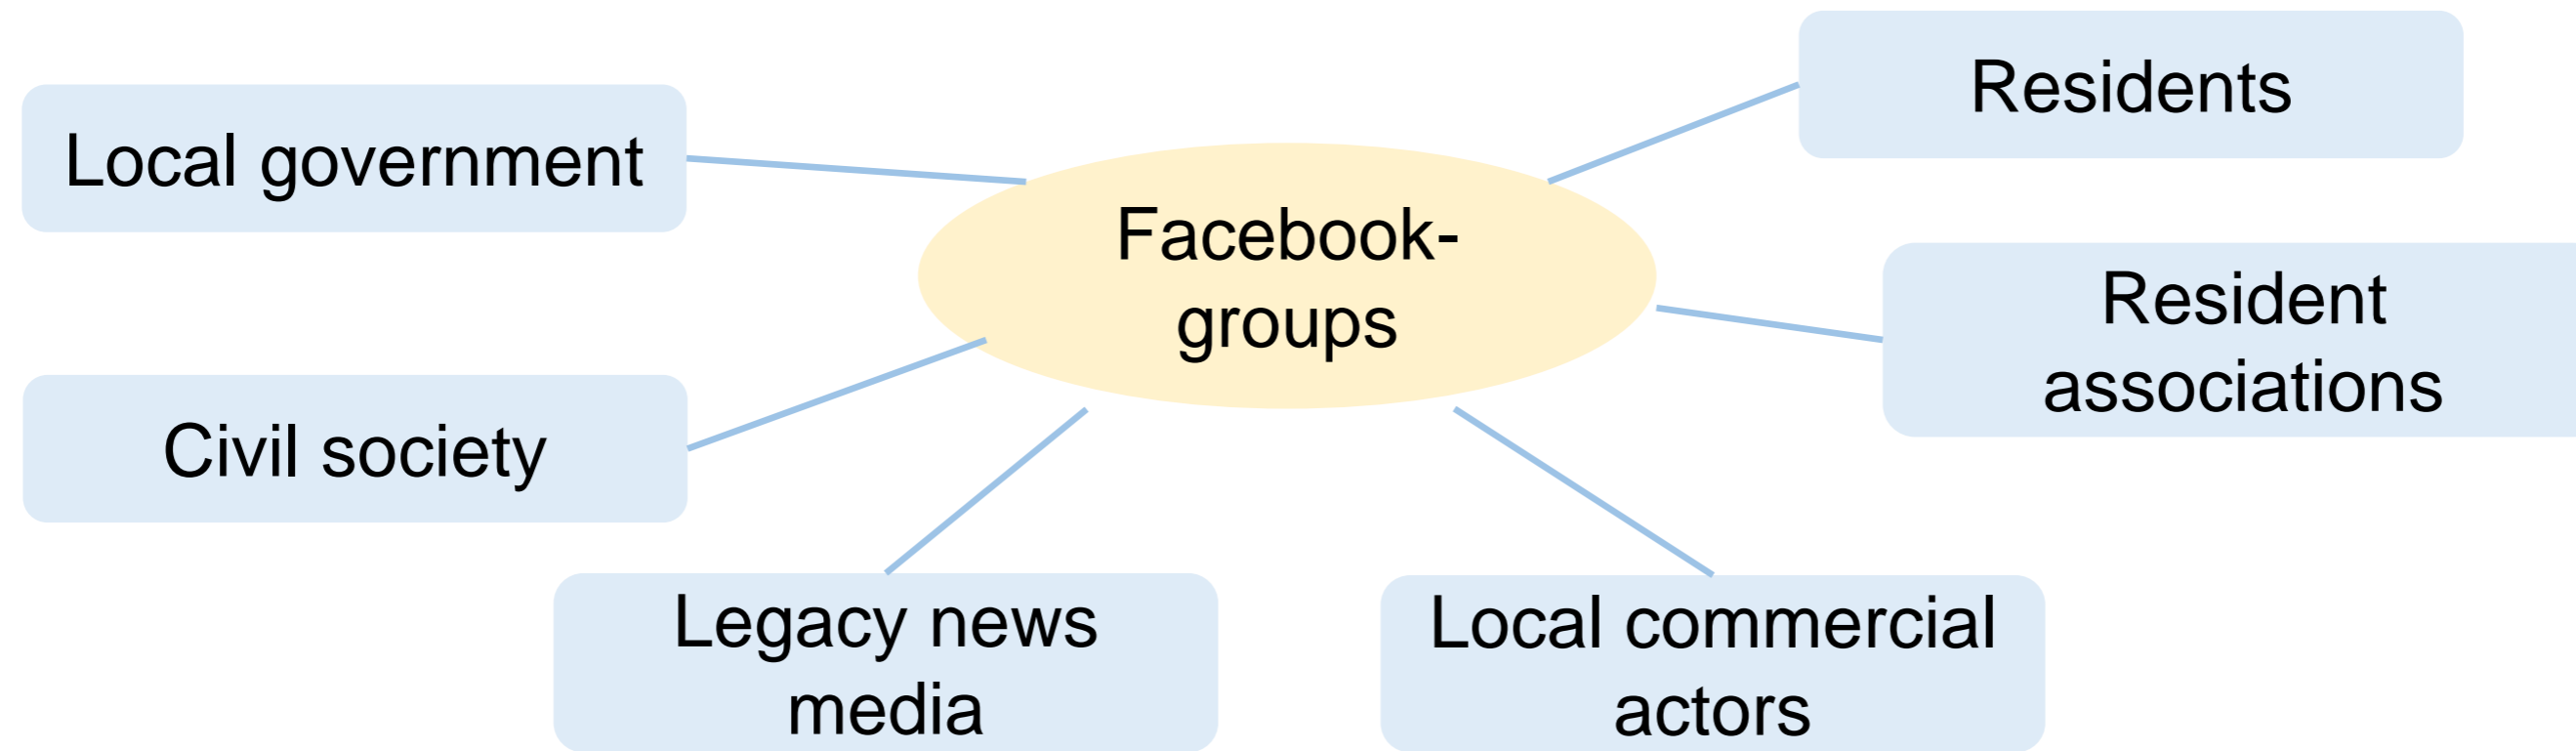 Residents
Local government
Facebook-
groups
Resident
associations
Civil society
Legacy news
media
Local commercial
actors